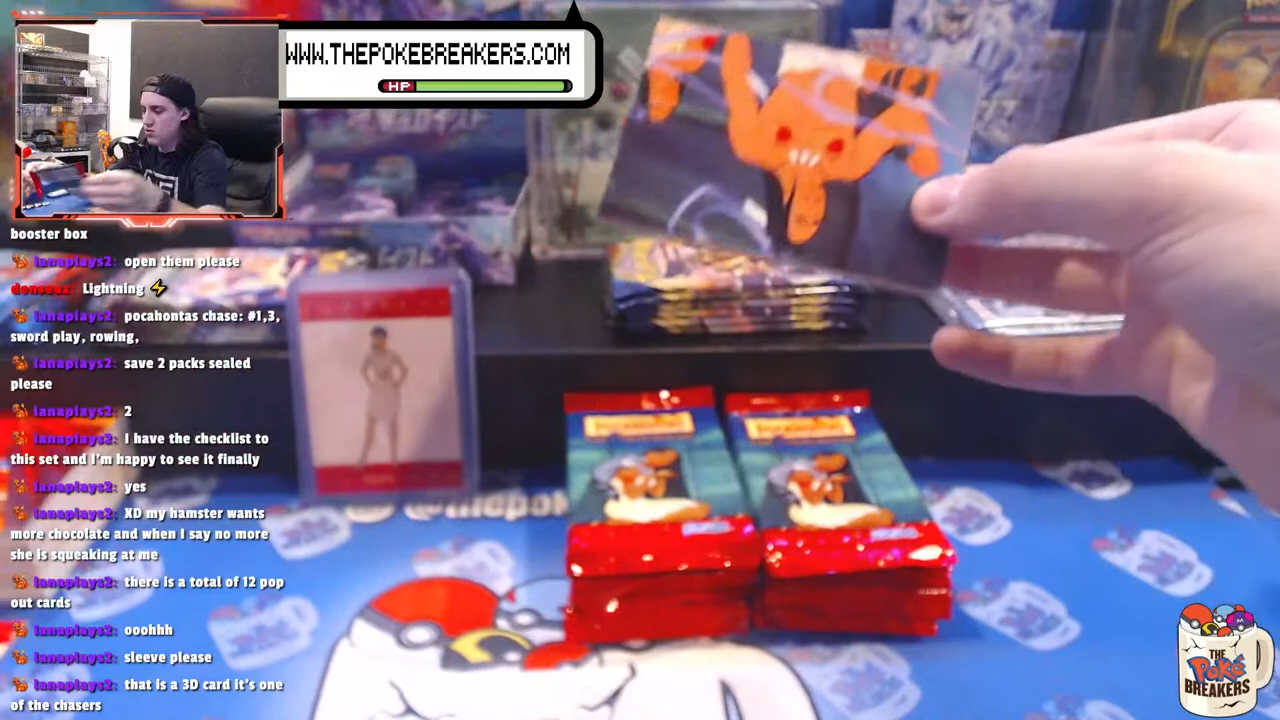 WWW.THEPOKEBREAKERS.COM
HP
booster box
lanaplays2: open them please
Lightning ⚡
lanaplays2: pocahontas chase: #1,3,
sword play, rowing,
lanaplays2: save 2 packs sealed
please
lanaplays2: 2
lanaplays2: I have the checklist to
this set and I'm happy to see it finally
lanaplays2: yes
lanaplays2: XD my hamster wants
more chocolate and when I say no more
she is squeaking at me
lanaplays2: there is a total of 12 pop
out cards
lanaplays2: ooohhh
lanaplays2: sleeve please
lanaplays2: that is a 3D card it's one
of the chasers
THE
Poké
BREAKERS